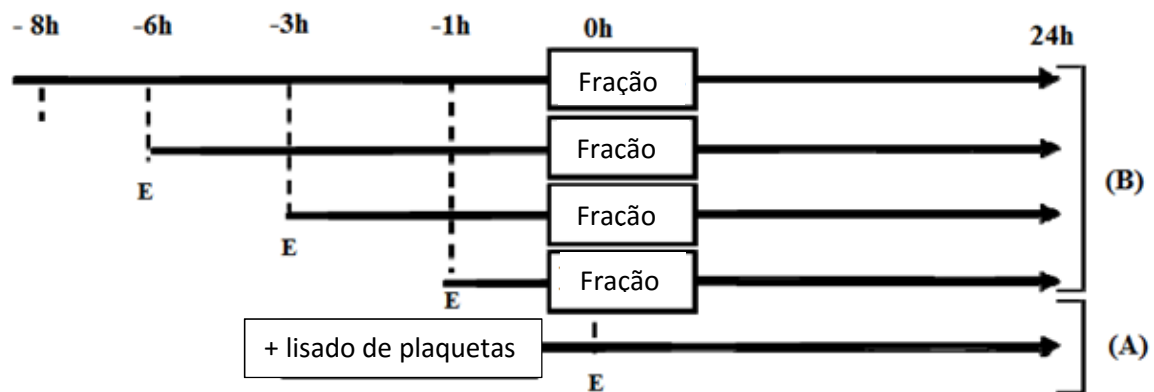 - 8h -6h -3h -1h 0h 24h
Fração
Fração
E
(B)
Fração
E
Fração
E
+ lisado de plaquetas
(A)
E